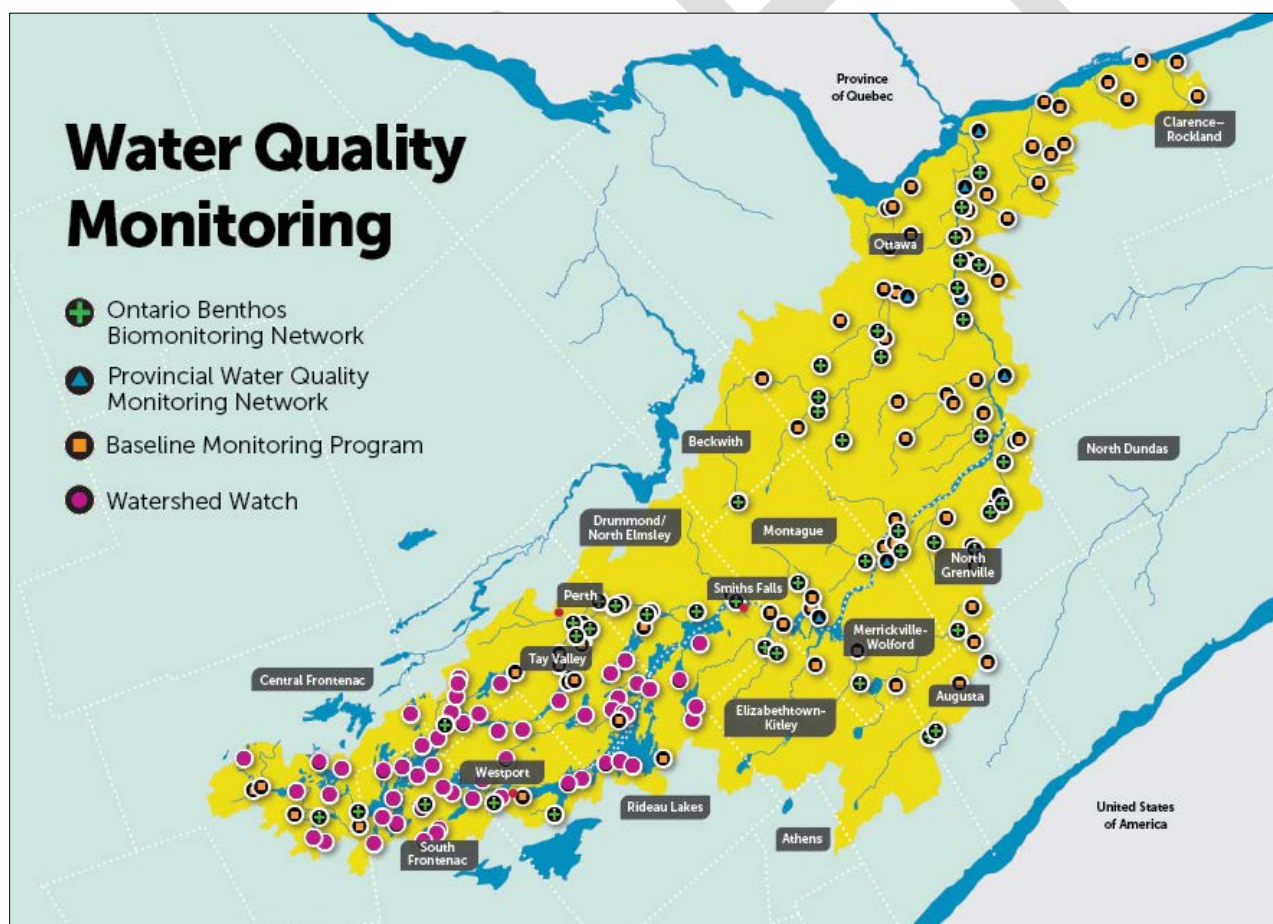 Water Quality
Monitoring
Ontario Benthos
Biomonitoring Network
Provincial Water Quality
Monitoring Network
Baseline Monitoring Program
Watershed Watch
Province
of Quebec
Clarence–
Rockland
Ottawa
Beckwith
North Dundas
Drummond/
North Elmsley
Montague
North
Grenville
Perth
Smiths Falls
Merrickville-
Wolford
Tay Valley
Central Frontenac
Augusta
Elizabethtown-
Kitley
Westport
Rideau Lakes
United States
of America
Athens
South
Frontenac